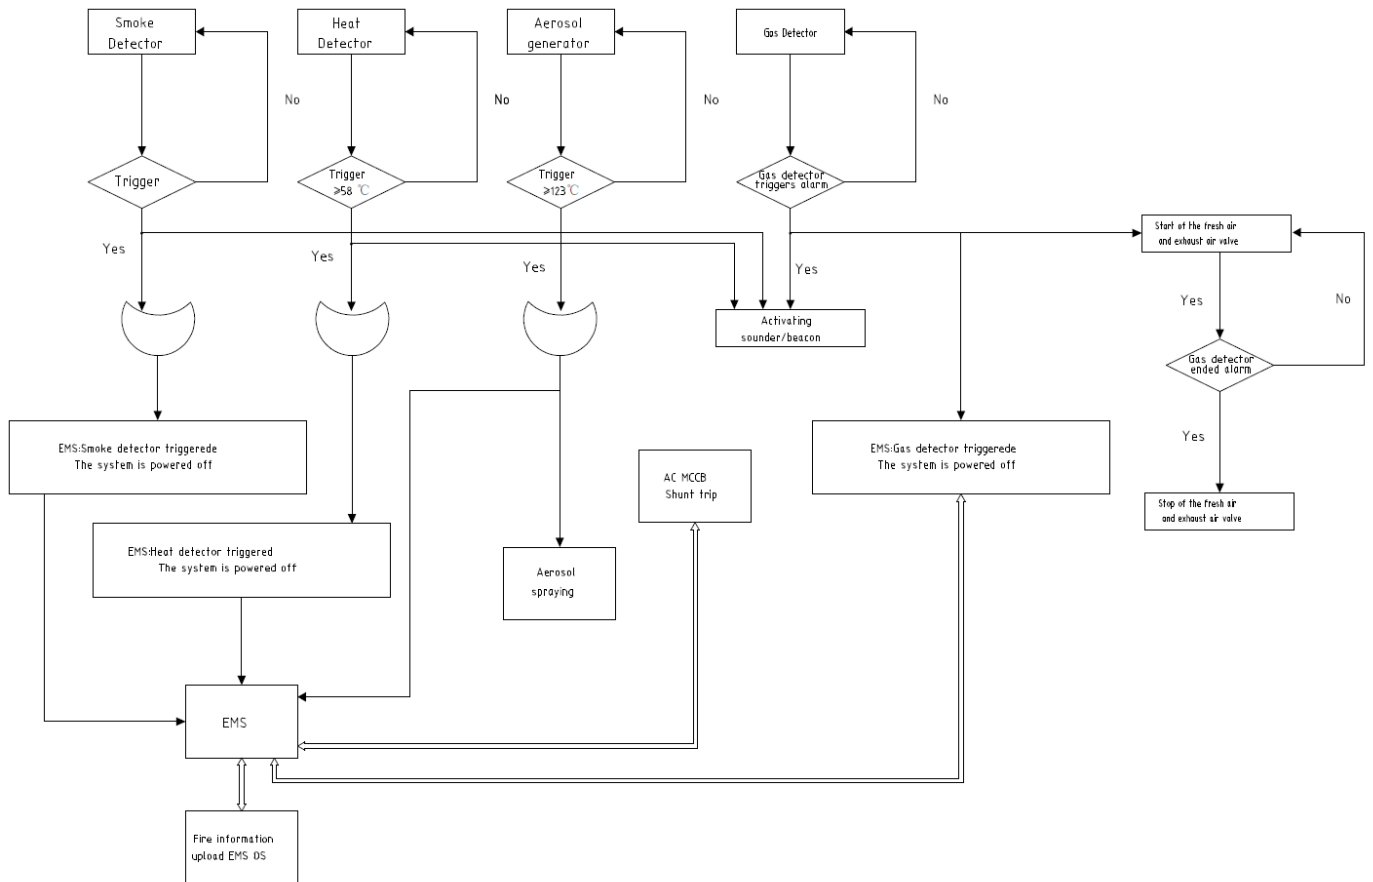 Smoke
Detector
Heat
Detector
Aerosol
generator
Gas Detector
No
No
No
No
Trigger
Trigger
≥58 ℃
Trigger
≥123℃
Gas detector
triggers alarm
Yes
Yes
Yes
Yes
Start of the fresh air
and exhaust air valve
Yes
No
Activating
sounder/beacon
Gas detector
ended alarm
Yes
EMS:Smoke detector triggerede
The system is powered off
AC MCCB
Shunt trip
EMS:Gas detector triggerede
The system is powered off
Stop of the fresh air
and exhaust air valve
EMS:Heat detector triggered
The system is powered off
Aerosol
spraying
EMS
Fire information
upload EMS OS